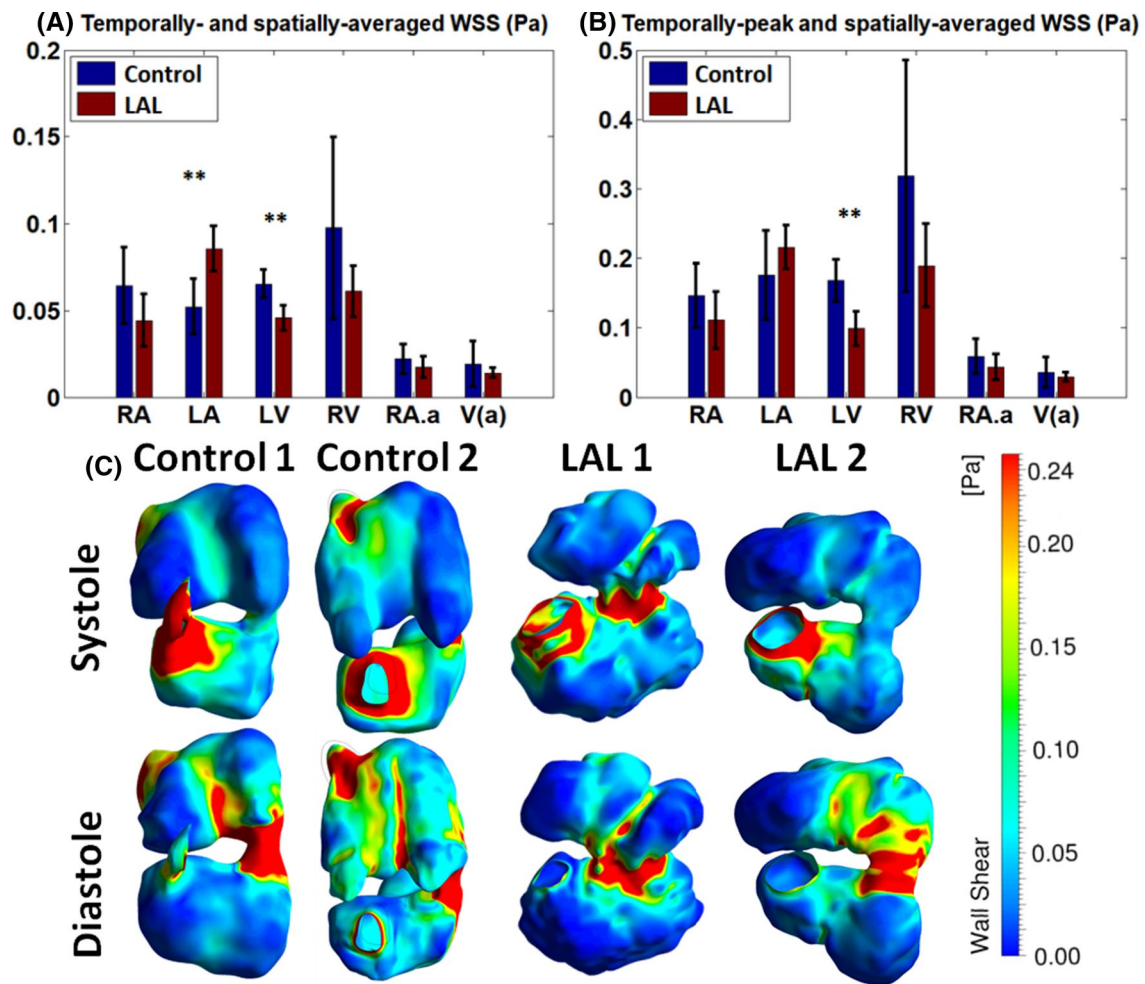 (A) Temporally- and spatially-averaged WSS (Pa)
0.2
0.15
0.1
0.05
0
Control
LAL
**
**
RA LA LV RV RA.a V(a)
(B) Temporally-peak and spatially-averaged WSS (Pa)
0.5
0.4
0.3
0.2
0.1
0
Control
LAL
**
RA LA LV RV RA.a V(a)
(C) Control 1 Control 2 LAL 1 LAL 2
Systole
Diastole
[Pa]
0.24
0.20
0.15
0.10
0.05
0.00
Wall Shear